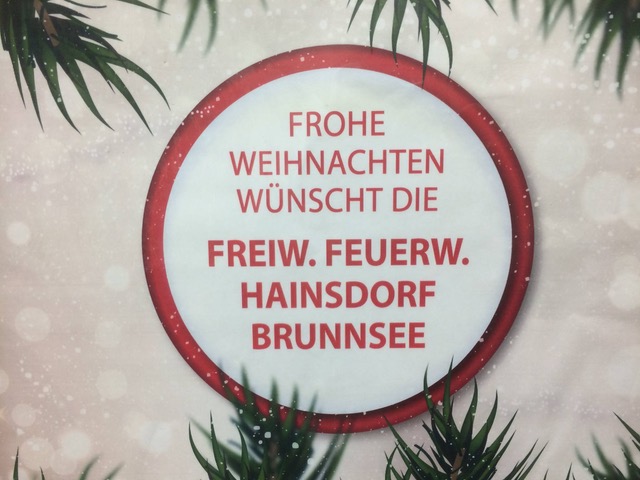 FROHE
WEIHNACHTEN
WÜNSCHT DIE
FREIW. FEUERW.
HAINSDORF
BRUNNSEE